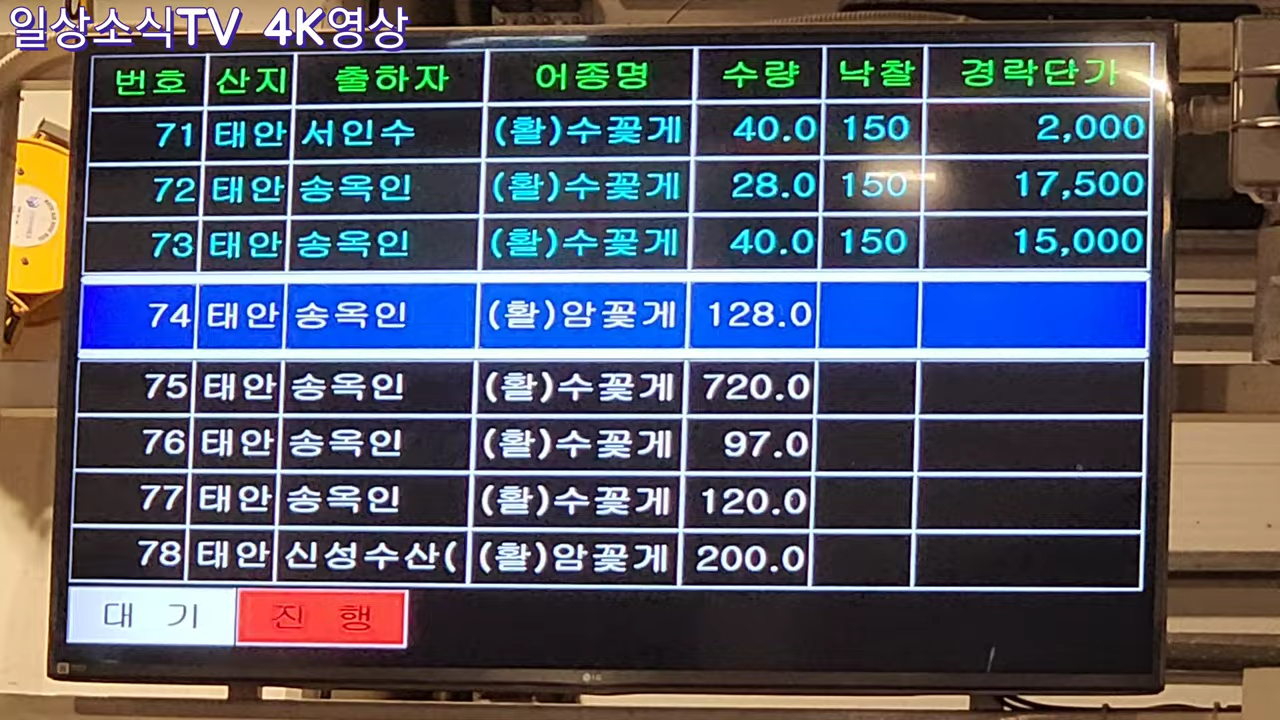 일상소식TV 4K영상
번호 산지 출하자 어종명 수량 낙찰 경락단가
71 태안 서인수 (활)수꽃게 40.0 150 2,000
72 태안 송옥인 (활)수꽃게 28.0 150 17,500
73 태안 송옥인 (활)수꽃게 40.0 150 15,000
74 태안 송옥인 (활)암꽃게 128.0
75 태안 송옥인 (활)수꽃게 720.0
76 태안 송옥인 (활)수꽃게 97.0
77 태안 송옥인 (활)수꽃게 120.0
78 태안 신성수산( (활)암꽃게 200.0
대 기 진 행
LG